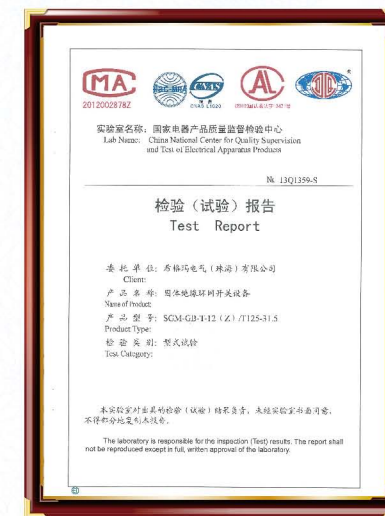 MA
2012002878Z
ilac-MRA
CNAS
CNAS L1020
AL
实验室名称：国家电器产品质量监督检验中心
Lab Name: China National Center for Quality Supervision
and Test of Electrical Apparatus Products
№ 13Q1359-S
检验（试验）报告
Test Report
委 托 单 位：希格玛电气（珠海）有限公司
Client:
产 品 名 称：固体绝缘环网开关设备
Name of Product:
产 品 型 号：SGM-GB-T-12（Z）/T125-31.5
Product Type:
检 验 类 别：型式试验
Test Category:
本实验室对出具的检验（试验）结果负责，未经实验室书面同意，
不得部分地复制本报告。
The laboratory is responsible for the inspection (Test) results. The report shall
not be reproduced except in full, written approval of the laboratory.